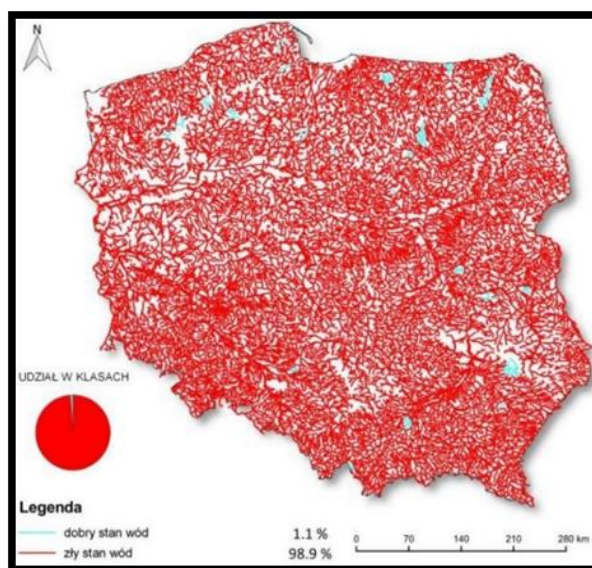 N
UDZIAŁ W KLASACH
Legenda
dobry stan wód 1.1 %
zły stan wód 98.9 %
0 70 140 210 280 km